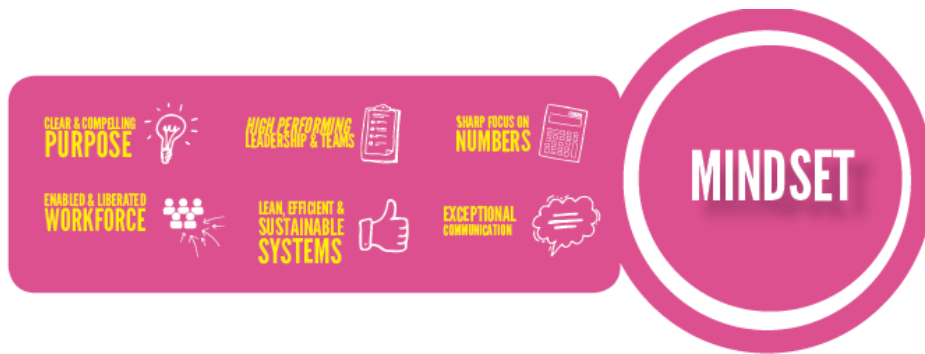 CLEAR & COMPELLING
PURPOSE
HIGH PERFORMING
LEADERSHIP & TEAMS
SHARP FOCUS ON
NUMBERS
ENABLED & LIBERATED
WORKFORCE
LEAN, EFFICIENT &
SUSTAINABLE
SYSTEMS
EXCEPTIONAL
COMMUNICATION
MINDSET